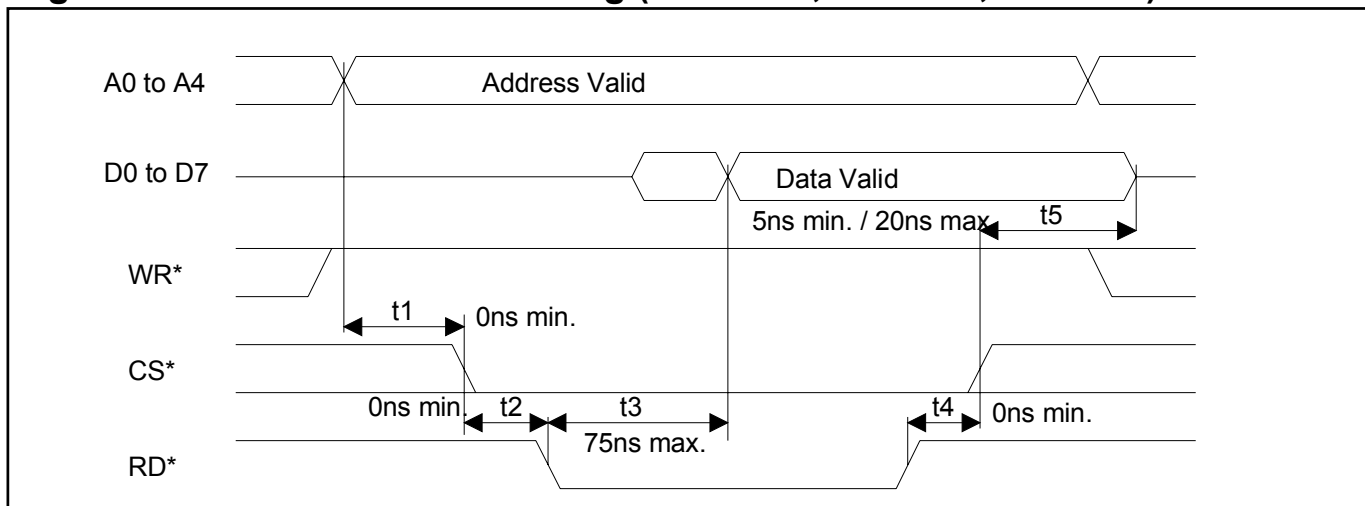 A0 to A4
Address Valid
D0 to D7
Data Valid
5ns min. / 20ns max
t5
WR*
t1
0ns min.
CS*
0ns min.
t2
t3
t4
0ns min.
75ns max.
RD*